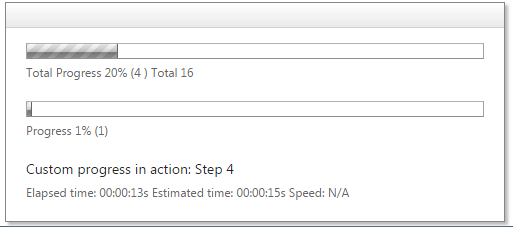 Total Progress 20% (4 ) Total 16
Progress 1% (1)
Custom progress in action: Step 4
Elapsed time: 00:00:13s Estimated time: 00:00:15s Speed: N/A